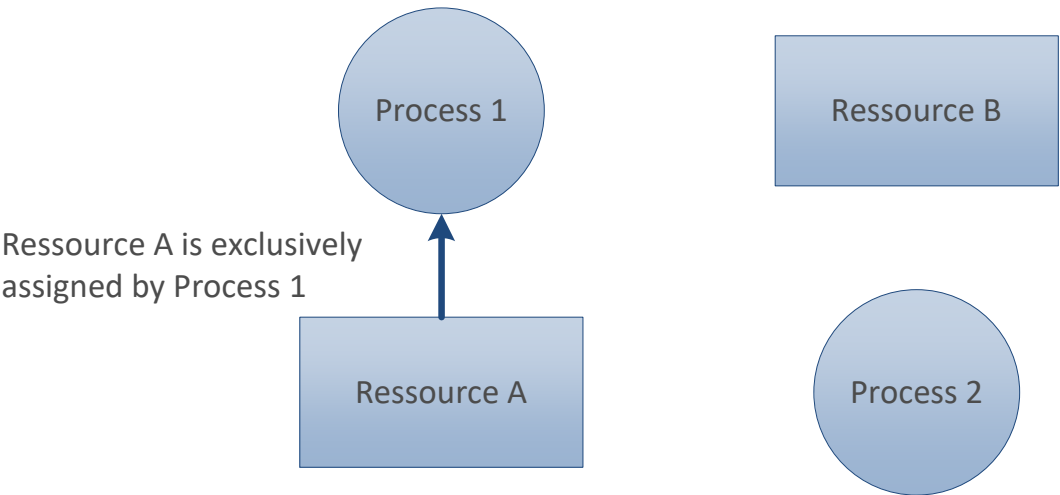 Process 1
Ressource B
Ressource A is exclusively
assigned by Process 1
Ressource A
Process 2